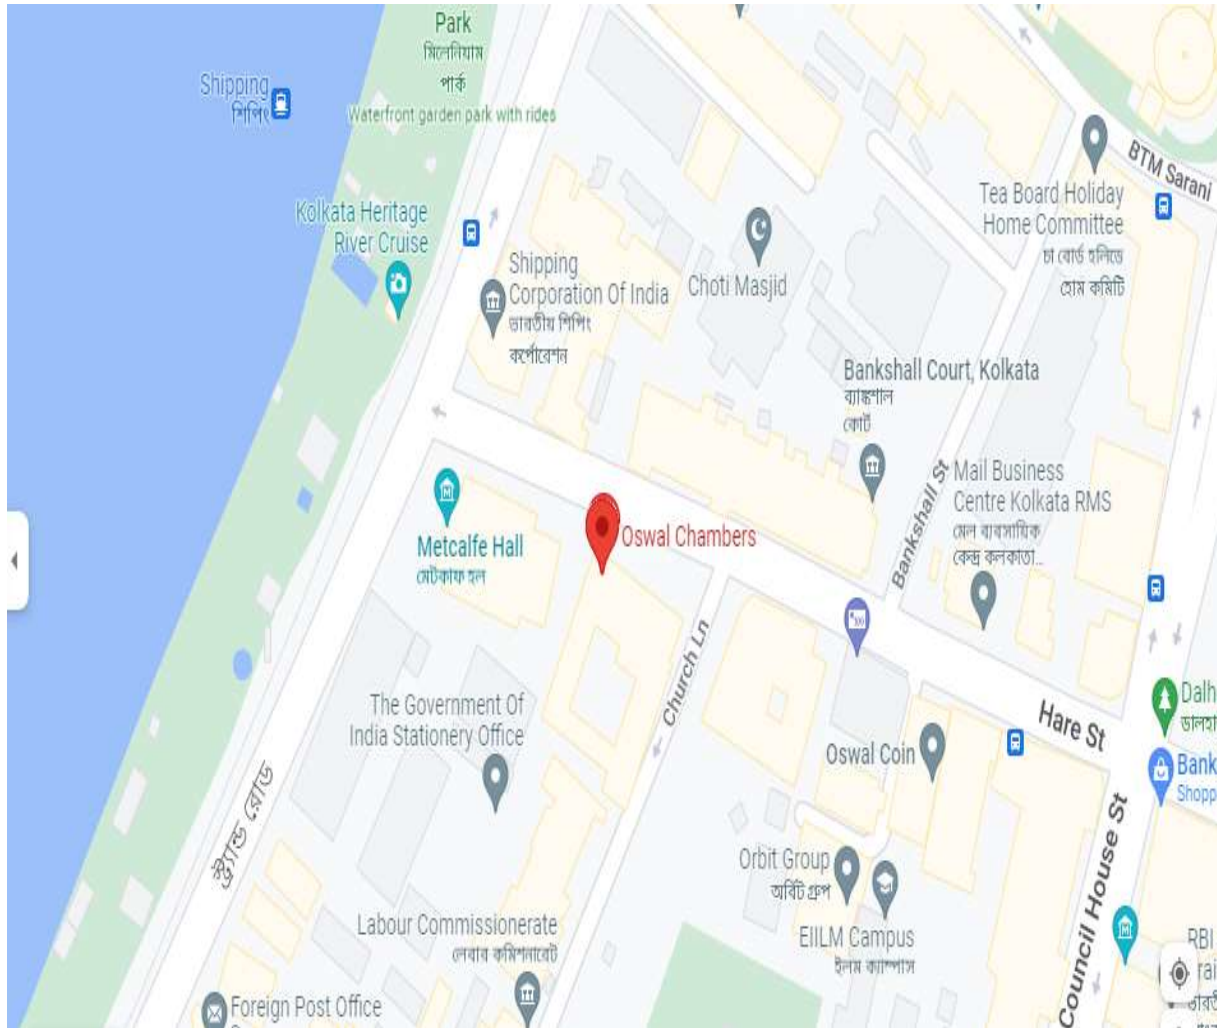 Park
মিলেনিয়াম
পার্ক
Waterfront garden park with rides
Shipping
শিপিং
BTM Sarani
Tea Board Holiday
Home Committee
চা বোর্ড হলিডে
হোম কমিটি
Kolkata Heritage
River Cruise
Shipping
Corporation Of India
ভারতীয় শিপিং
কর্পোরেশন
Choti Masjid
Bankshall Court, Kolkata
ব্যাঙ্কশাল
কোর্ট
Bankshall St
Mail Business
Centre Kolkata RMS
মেল ব্যবসায়িক
কেন্দ্র কলকাতা...
Metcalfe Hall
মেটকাফ হল
Oswal Chambers
Church Ln
The Government Of
India Stationery Office
Hare St
Dalh
ডালহা
Oswal Coin
Bank
Shopp
স্ট্র্যান্ড রোড
Council House St
Orbit Group
অর্বিট গ্রুপ
Labour Commissionerate
লেবার কমিশনারেট
EIILM Campus
ইলম ক্যাম্পাস
RBI
Foreign Post Office